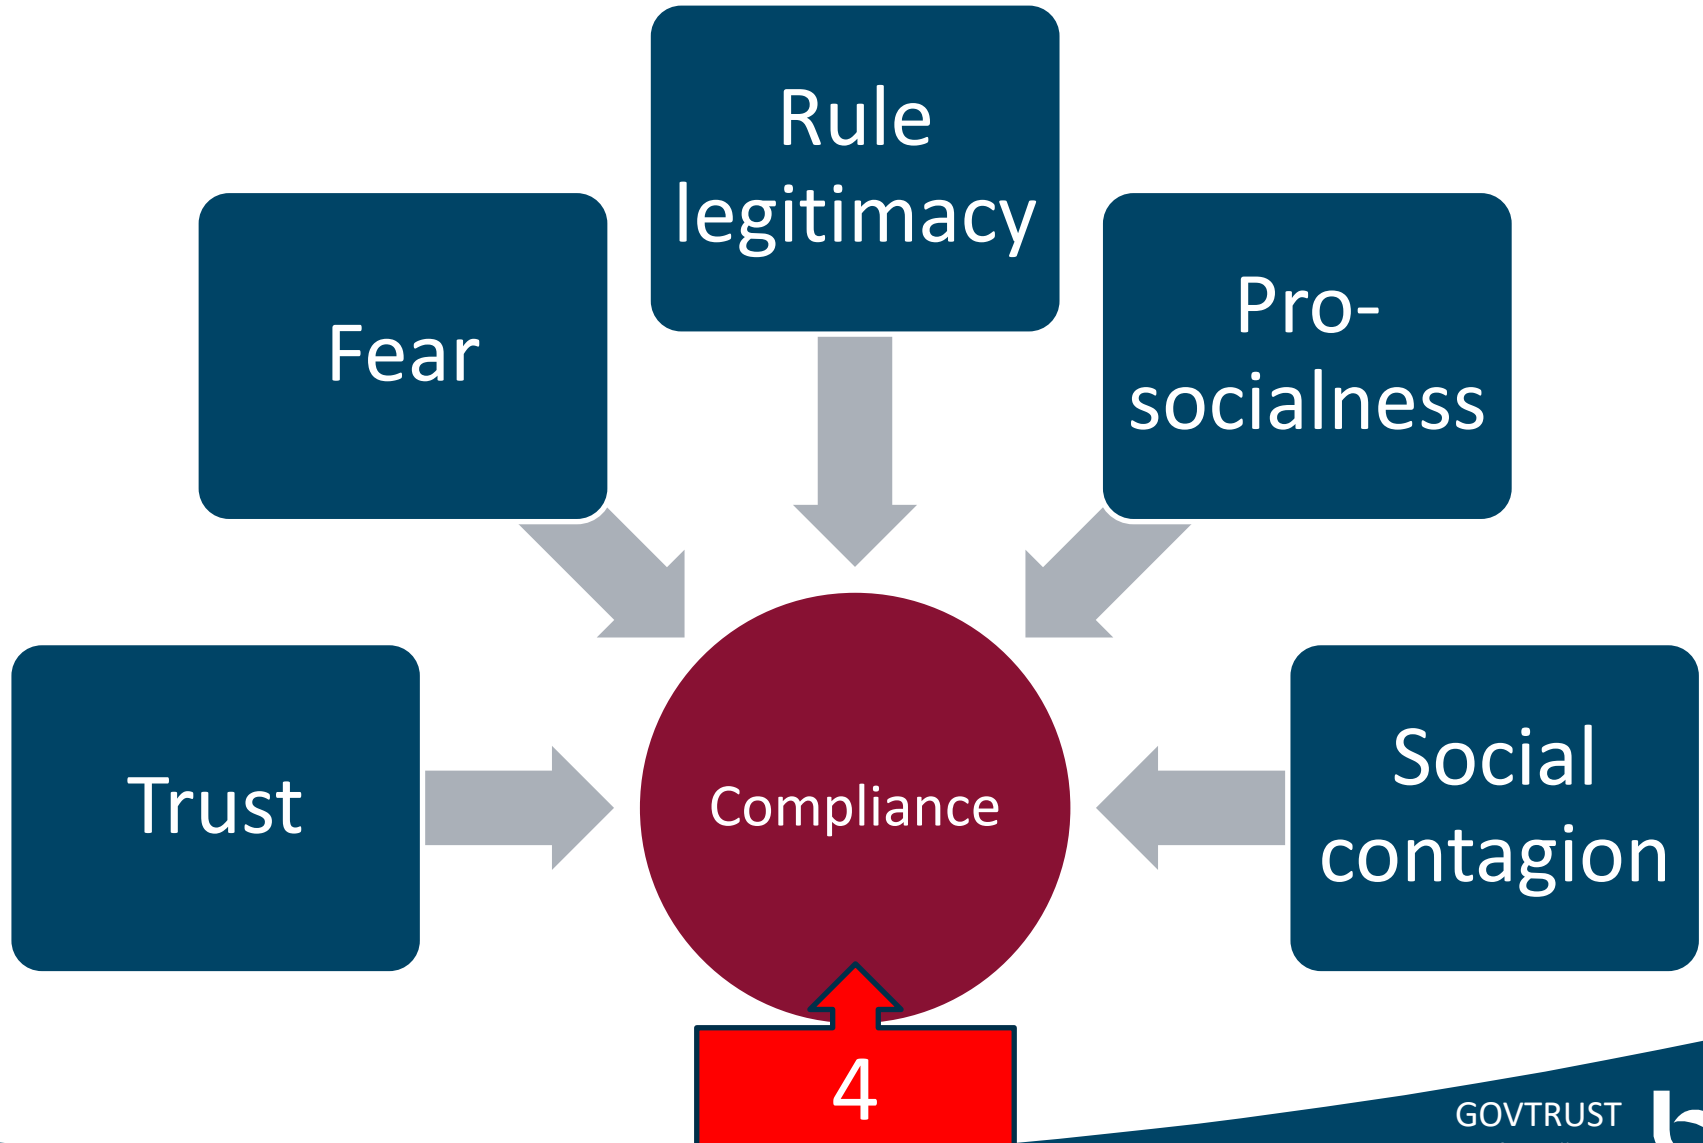 Rule
legitimacy
Fear
Pro-
socialness
Trust
Compliance
Social
contagion
4
GOVTRUST